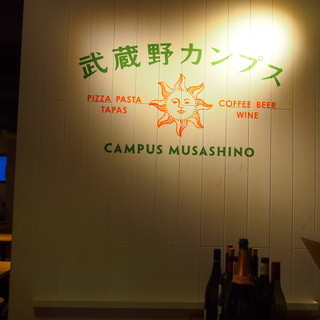 武蔵野カンプス
PIZZA PASTA
TAPAS
COFFEE BEER
WINE
CAMPUS MUSASHINO